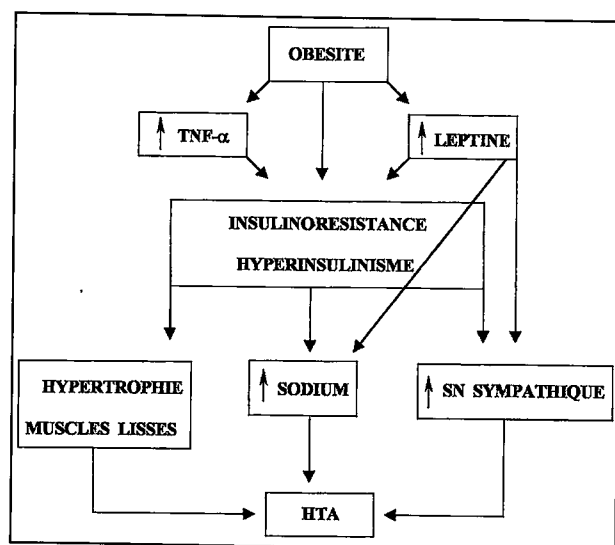 OBESITE
↑ TNF-α
↑ LEPTINE
INSULINORESISTANCE
HYPERINSULINISME
HYPERTROPHIE
MUSCLES LISSES
↑ SODIUM
↑ SN SYMPATHIQUE
HTA